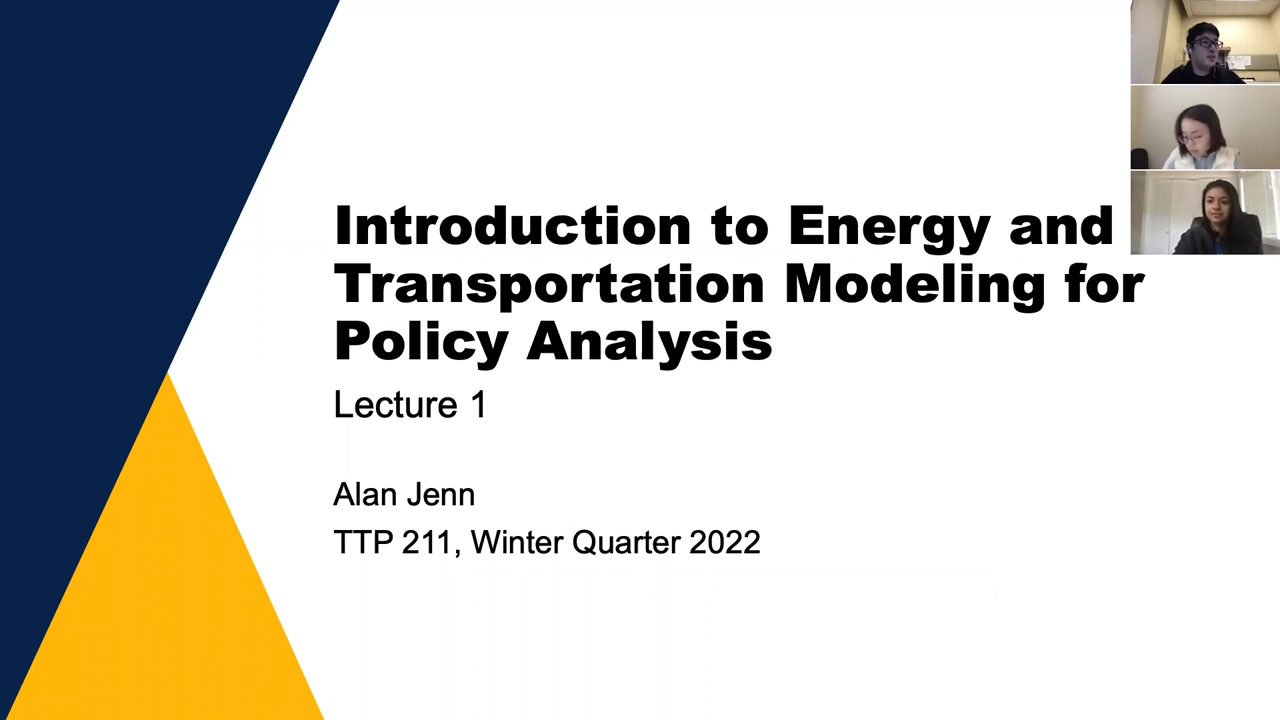 Introduction to Energy and
Transportation Modeling for
Policy Analysis
Lecture 1
Alan Jenn
TTP 211, Winter Quarter 2022